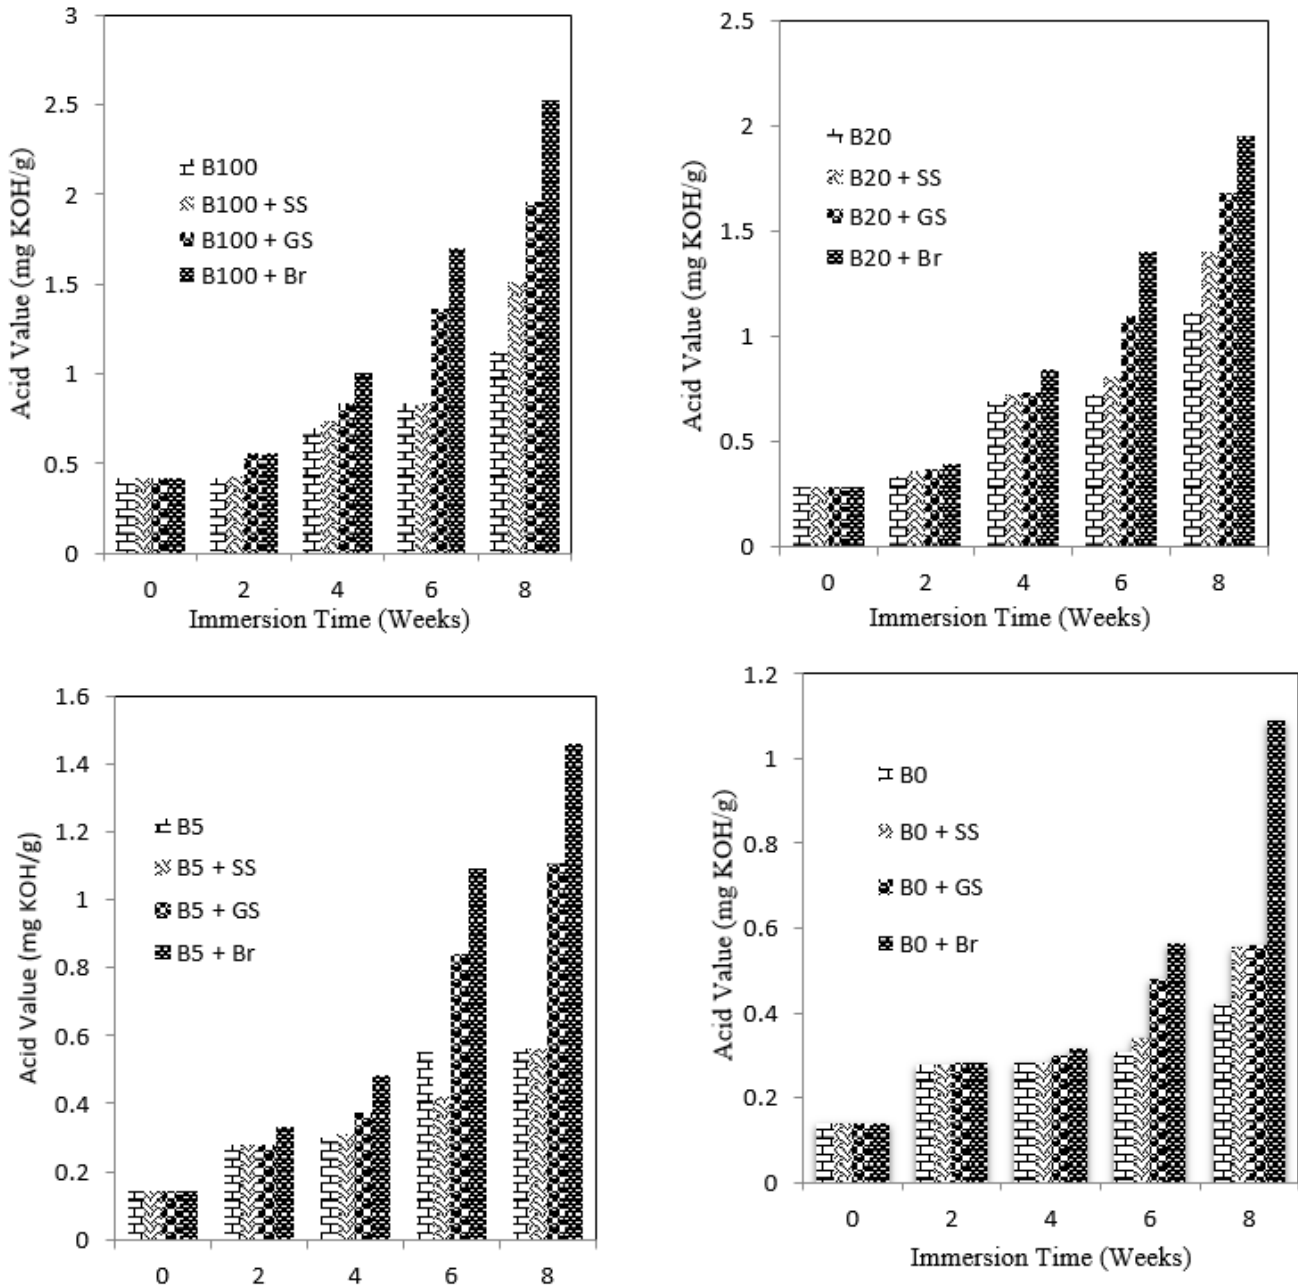 Acid Value (mg KOH/g)
3
2.5
2
1.5
1
0.5
0
B100
B100 + SS
B100 + GS
B100 + Br
0 2 4 6 8
Immersion Time (Weeks)
Acid Value (mg KOH/g)
2.5
2
1.5
1
0.5
0
B20
B20 + SS
B20 + GS
B20 + Br
0 2 4 6 8
Immersion Time (Weeks)
Acid Value (mg KOH/g)
1.6
1.4
1.2
1
0.8
0.6
0.4
0.2
0
B5
B5 + SS
B5 + GS
B5 + Br
0 2 4 6 8
Acid Value (mg KOH/g)
1.2
1
0.8
0.6
0.4
0.2
0
B0
B0 + SS
B0 + GS
B0 + Br
0 2 4 6 8
Immersion Time (Weeks)